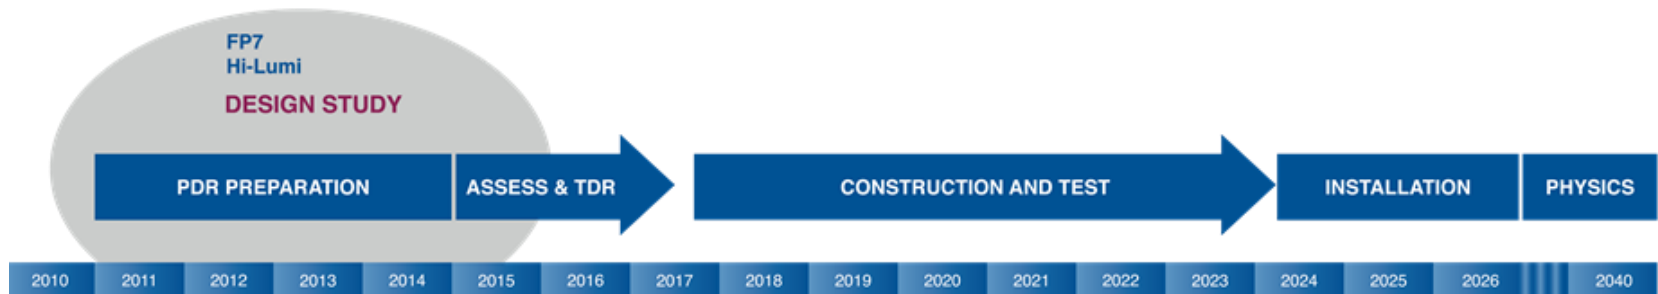 FP7
Hi-Lumi
DESIGN STUDY
PDR PREPARATION ASSESS & TDR CONSTRUCTION AND TEST INSTALLATION PHYSICS
2010 2011 2012 2013 2014 2015 2016 2017 2018 2019 2020 2021 2022 2023 2024 2025 2026 2040